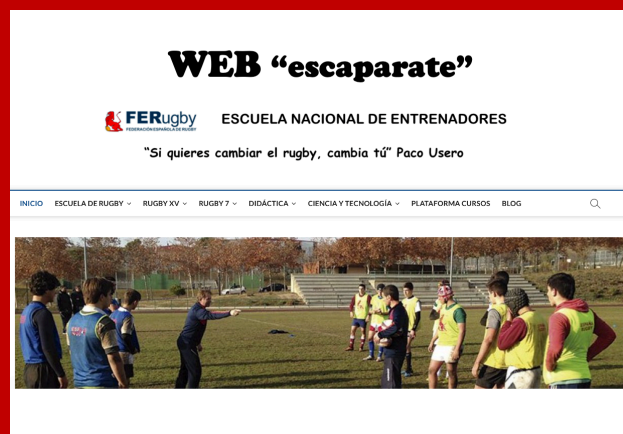 WEB “escaparate”
FERugby
FEDERACIÓN ESPAÑOLA DE RUGBY
ESCUELA NACIONAL DE ENTRENADORES
“Si quieres cambiar el rugby, cambia tú” Paco Usero
INICIO ESCUELA DE RUGBY RUGBY XV RUGBY 7 DIDÁCTICA CIENCIA Y TECNOLOGÍA PLATAFORMA CURSOS BLOG